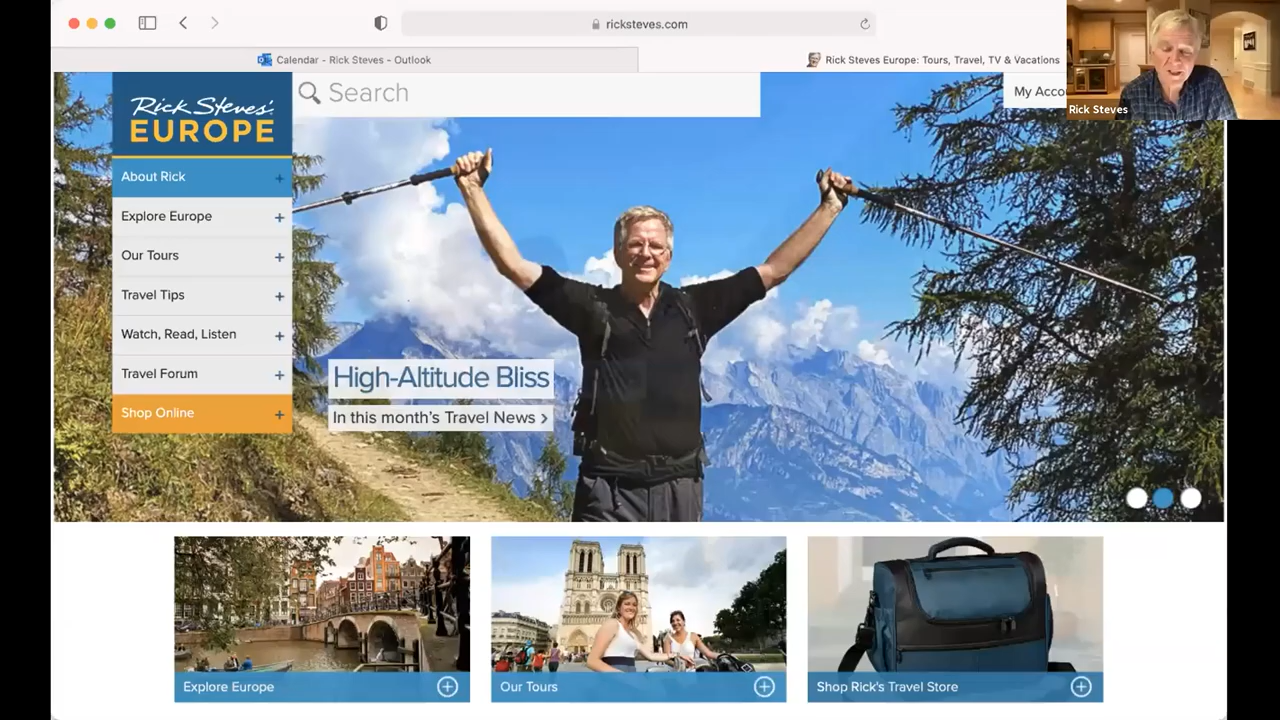 ricksteves.com
Calendar - Rick Steves - Outlook
Rick Steves Europe: Tours, Travel, TV & Vacations
Rick Steves
Rick Steves'
EUROPE
Search
My Acco
About Rick
Explore Europe
Our Tours
Travel Tips
Watch, Read, Listen
Travel Forum
Shop Online
High-Altitude Bliss
In this month's Travel News
Explore Europe
Our Tours
Shop Rick's Travel Store